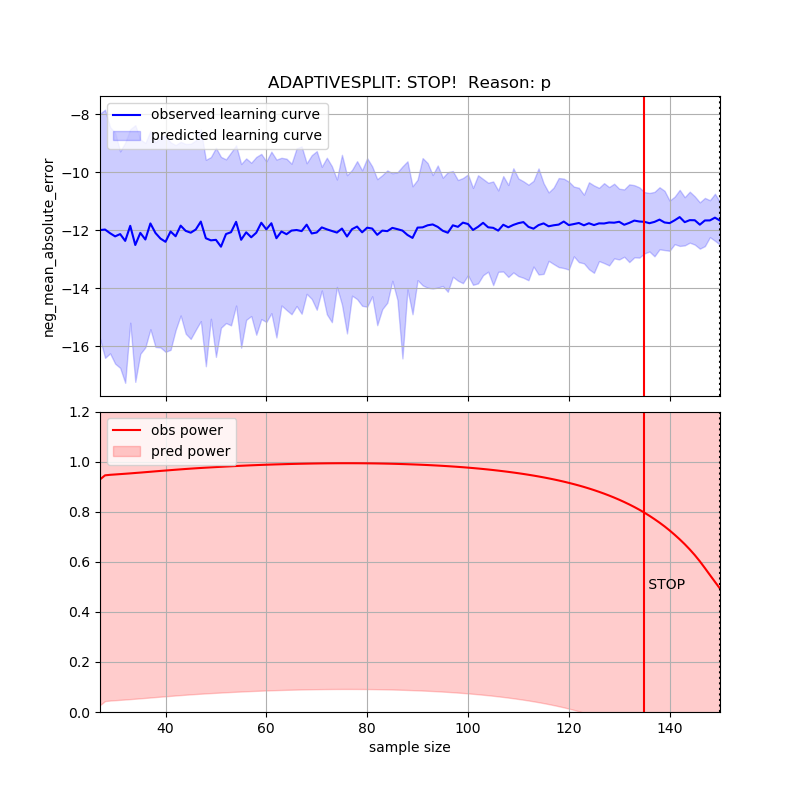 ADAPTIVESPLIT: STOP!  Reason: p
observed learning curve
predicted learning curve
neg_mean_absolute_error
−8
−10
−12
−14
−16
obs power
pred power
STOP
1.2
1.0
0.8
0.6
0.4
0.2
0.0
40 60 80 100 120 140
sample size